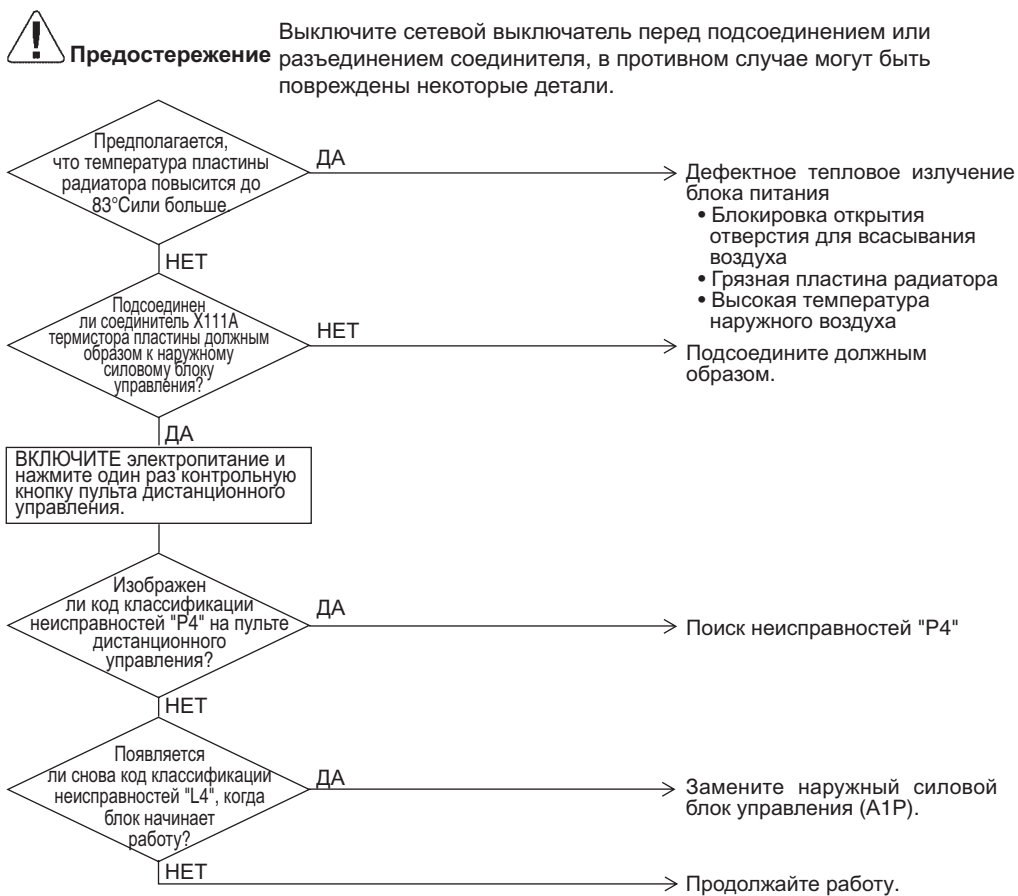 Предостережение
Выключите сетевой выключатель перед подсоединением или
разъединением соединителя, в противном случае могут быть
повреждены некоторые детали.
Предполагается,
что температура пластины
радиатора повысится до
83°Cили больше.
ДА
Дефектное тепловое излучение
блока питания
• Блокировка открытия
отверстия для всасывания
воздуха
• Грязная пластина радиатора
• Высокая температура
наружного воздуха
НЕТ
Подсоединен
ли соединитель X111A
термистора пластины должным
образом к наружному
силовому блоку
управления?
НЕТ
Подсоедините должным
образом.
ДА
ВКЛЮЧИТЕ электропитание и
нажмите один раз контрольную
кнопку пульта дистанционного
управления.
Изображен
ли код классификации
неисправностей "P4" на пульте
дистанционного
управления?
ДА
Поиск неисправностей "P4"
НЕТ
Появляется
ли снова код классификации
неисправностей "L4", когда
блок начинает
работу?
ДА
Замените наружный силовой
блок управления (A1P).
НЕТ
Продолжайте работу.